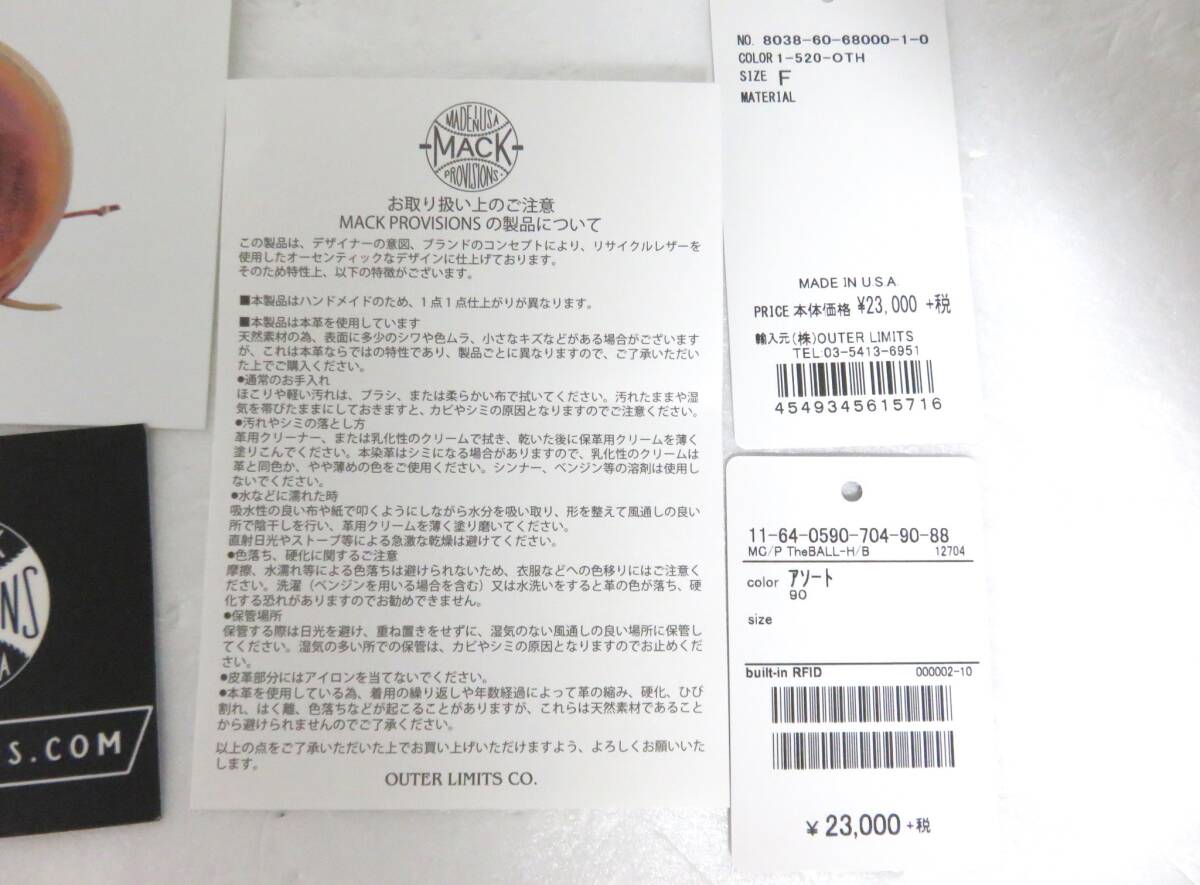 MADE IN USA
MACK
PROVISIONS
お取り扱い上のご注意
MACK PROVISIONS の製品について
この製品は、デザイナーの意図、ブランドのコンセプトにより、リサイクルレザーを
使用したオーセンティックなデザインに仕上げております。
そのため特性上、以下の特徴がございます。
■本製品はハンドメイドのため、1点1点仕上がりが異なります。
■本製品は本革を使用しています
天然素材の為、表面に多少のシワや色ムラ、小さなキズなどがある場合がございます
が、これは本革ならではの特性であり、製品ごとに異なりますので、ご了承いただい
た上でご購入ください。
●通常のお手入れ
ほこりや軽い汚れは、ブラシ、または柔らかい布で拭いてください。汚れたままや湿
気を帯びたままにしておきますと、カビやシミの原因となりますのでご注意ください。
●汚れやシミの落とし方
革用クリーナー、または乳化性のクリームで拭き、乾いた後に保革用クリームを薄く
塗りこんでください。本染革はシミになる場合がありますので、乳化性のクリームは
革と同色か、やや薄めの色をご使用ください。シンナー、ベンジン等の溶剤は使用し
ないでください。
●水などに濡れた時
吸水性の良い布や紙で叩くようにしながら水分を吸い取り、形を整えて風通しの良い
所で陰干しを行い、革用クリームを薄く塗り磨いてください。
直射日光やストーブ等による急激な乾燥は避けてください。
●色落ち、硬化に関するご注意
摩擦、水濡れ等による色落ちは避けられないため、衣服などへの色移りにはご注意く
ださい。洗濯（ベンジンを用いる場合を含む）又は水洗いをすると革の色が落ち、硬
化する恐れがありますのでお勧めできません。
●保管場所
保管する際は日光を避け、重ね置きをせずに、湿気のない風通しの良い場所に保管し
てください。湿気の多い所での保管は、カビやシミの原因となりますのでお止めくだ
さい。
●皮革部分にはアイロンを当てないでください。
●本革を使用している為、着用の繰り返しや年数経過によって革の縮み、硬化、ひび
割れ、はく離、色落ちなどが起こることがありますが、これらは天然素材であること
から避けられませんのでご了承ください。
以上の点をご了承いただいた上でお買い上げいただけますよう、よろしくお願いいた
します。
OUTER LIMITS CO.
NO. 8038-60-68000-1-0
COLOR 1-520-OTH
SIZE F
MATERIAL
MADE IN U.S.A.
PRICE 本体価格 ¥23,000 +税
輸入元(株)OUTER LIMITS
TEL:03-5413-6951
4549345615716
11-64-0590-704-90-88
MC/P TheBALL-H/B 12704
color アソート
90
size
built-in RFID 000002-10
¥ 23,000 +税
NS
A
S.COM